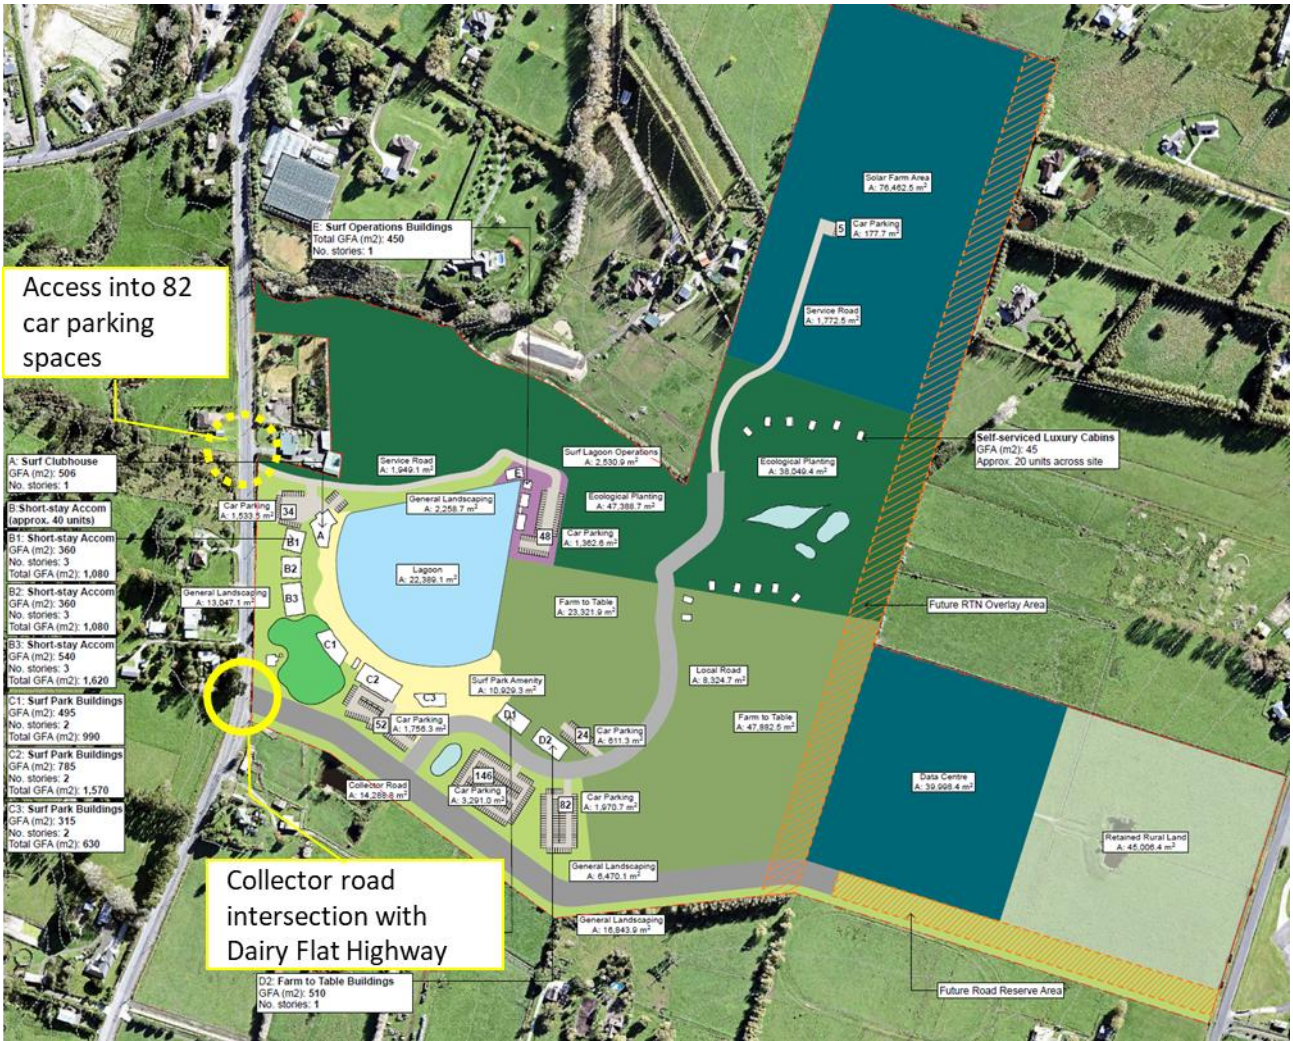 Solar Farm Area
A: 76,462.5 m²
5
Car Parking
A: 177.7 m²
E: Surf Operations Buildings
Total GFA (m2): 450
No. stories: 1
Access into 82
car parking
spaces
Service Road
A: 1,772.5 m²
Self-serviced Luxury Cabins
GFA (m2): 45
Approx. 20 units across site
A: Surf Clubhouse
GFA (m2): 506
No. stories: 1
Service Road
A: 1,949.1 m²
Surf Lagoon Operations
A: 2,530.9 m²
Ecological Planting
A: 38,049.4 m²
E
General Landscaping
A: 2,258.7 m²
Ecological Planting
A: 47,388.7 m²
B:Short-stay Accom
(approx. 40 units)
Car Parking
A: 1,533.5 m²
34
A
48
Car Parking
A: 1,362.6 m²
B1: Short-stay Accom
GFA (m2): 360
No. stories: 3
Total GFA (m2): 1,080
B1
B2
B3
Lagoon
A: 22,389.1 m²
B2: Short-stay Accom
GFA (m2): 360
No. stories: 3
Total GFA (m2): 1,080
General Landscaping
A: 13,047.1 m²
Farm to Table
A: 23,321.9 m²
Future RTN Overlay Area
B3: Short-stay Accom
GFA (m2): 540
No. stories: 3
Total GFA (m2): 1,620
C1
C2
C3
Surf Park Amenity
A: 10,929.3 m²
Local Road
A: 8,324.7 m²
C1: Surf Park Buildings
GFA (m2): 495
No. stories: 2
Total GFA (m2): 990
52
Car Parking
A: 1,756.3 m²
D1
D2
24
Car Parking
A: 611.3 m²
Farm to Table
A: 47,882.5 m²
C2: Surf Park Buildings
GFA (m2): 785
No. stories: 2
Total GFA (m2): 1,570
Collector Road
A: 14,288.8 m²
146
Car Parking
A: 3,291.0 m²
82
Car Parking
A: 1,970.7 m²
Data Centre
A: 39,998.4 m²
C3: Surf Park Buildings
GFA (m2): 315
No. stories: 2
Total GFA (m2): 630
Retained Rural Land
A: 45,006.4 m²
Collector road
intersection with
Dairy Flat Highway
General Landscaping
A: 6,470.1 m²
General Landscaping
A: 16,843.9 m²
D2: Farm to Table Buildings
GFA (m2): 510
No. stories: 1
Future Road Reserve Area